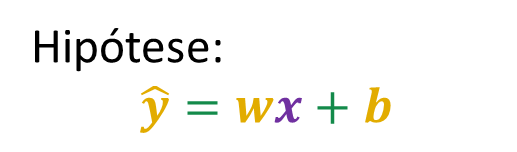 Hipótese:
ŷ = wx + b